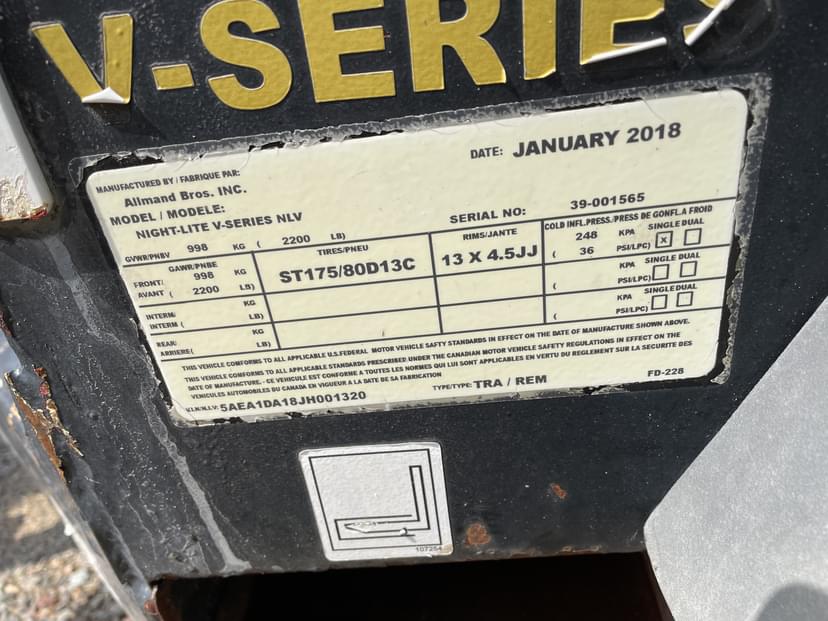 V-SERIES
DATE: JANUARY 2018
MANUFACTURED BY / FABRIQUE PAR:
Allmand Bros. INC.
MODEL / MODELE:
NIGHT-LITE V-SERIES NLV
SERIAL NO: 39-001565
GVWR/PNBV 998 KG ( 2200 LB)
GAWR/PNBE TIRES/PNEU RIMS/JANTE COLD INFL.PRESS./PRESS DE GONFL.A FROID
FRONT/ 998 KG ST175/80D13C 13 X 4.5JJ 248 KPA SINGLE DUAL
AVANT ( 2200 LB) ( 36 PSI/LPC) X
INTERM/ KG KPA SINGLE DUAL
INTERM ( LB) ( PSI/LPC)
REAR/ KG KPA SINGLE DUAL
ARRIERE( LB) ( PSI/LPC)
THIS VEHICLE CONFORMS TO ALL APPLICABLE U.S.FEDERAL MOTOR VEHICLE SAFTY STANDARDS IN EFFECT ON THE DATE OF MANUFACTURE SHOWN ABOVE.
THIS VEHICLE CONFORMS TO ALL APPLICABLE STANDARDS PRESCRIBED UNDER THE CANADIAN MOTOR VEHICLE SAFETY REGULATIONS IN EFFECT ON THE
DATE OF MANUFACTURE - CE VEHICULE EST CONFORME A TOUTES LES NORMES QUI LUI SONT APPLICABLES EN VERTU DU REGLEMENT SUR LA SECURITE DES
VEHICULES AUTOMOBILES DU CANADA EN VIGUEUR A LA DATE DE SA FABRICATION
V.I.N./N.I.V: 5AEA1DA18JH001320 TYPE/TYPE: TRA / REM FD-228
107254